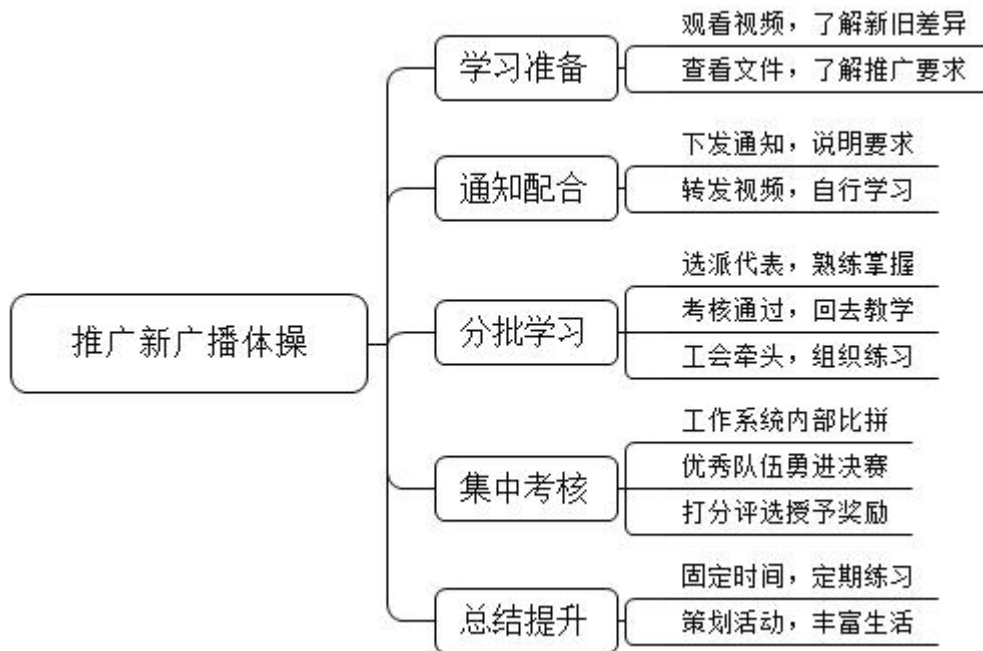 推广新广播体操
学习准备
观看视频，了解新旧差异
查看文件，了解推广要求
通知配合
下发通知，说明要求
转发视频，自行学习
分批学习
选派代表，熟练掌握
考核通过，回去教学
工会牵头，组织练习
集中考核
工作系统内部比拼
优秀队伍勇进决赛
打分评选授予奖励
总结提升
固定时间，定期练习
策划活动，丰富生活